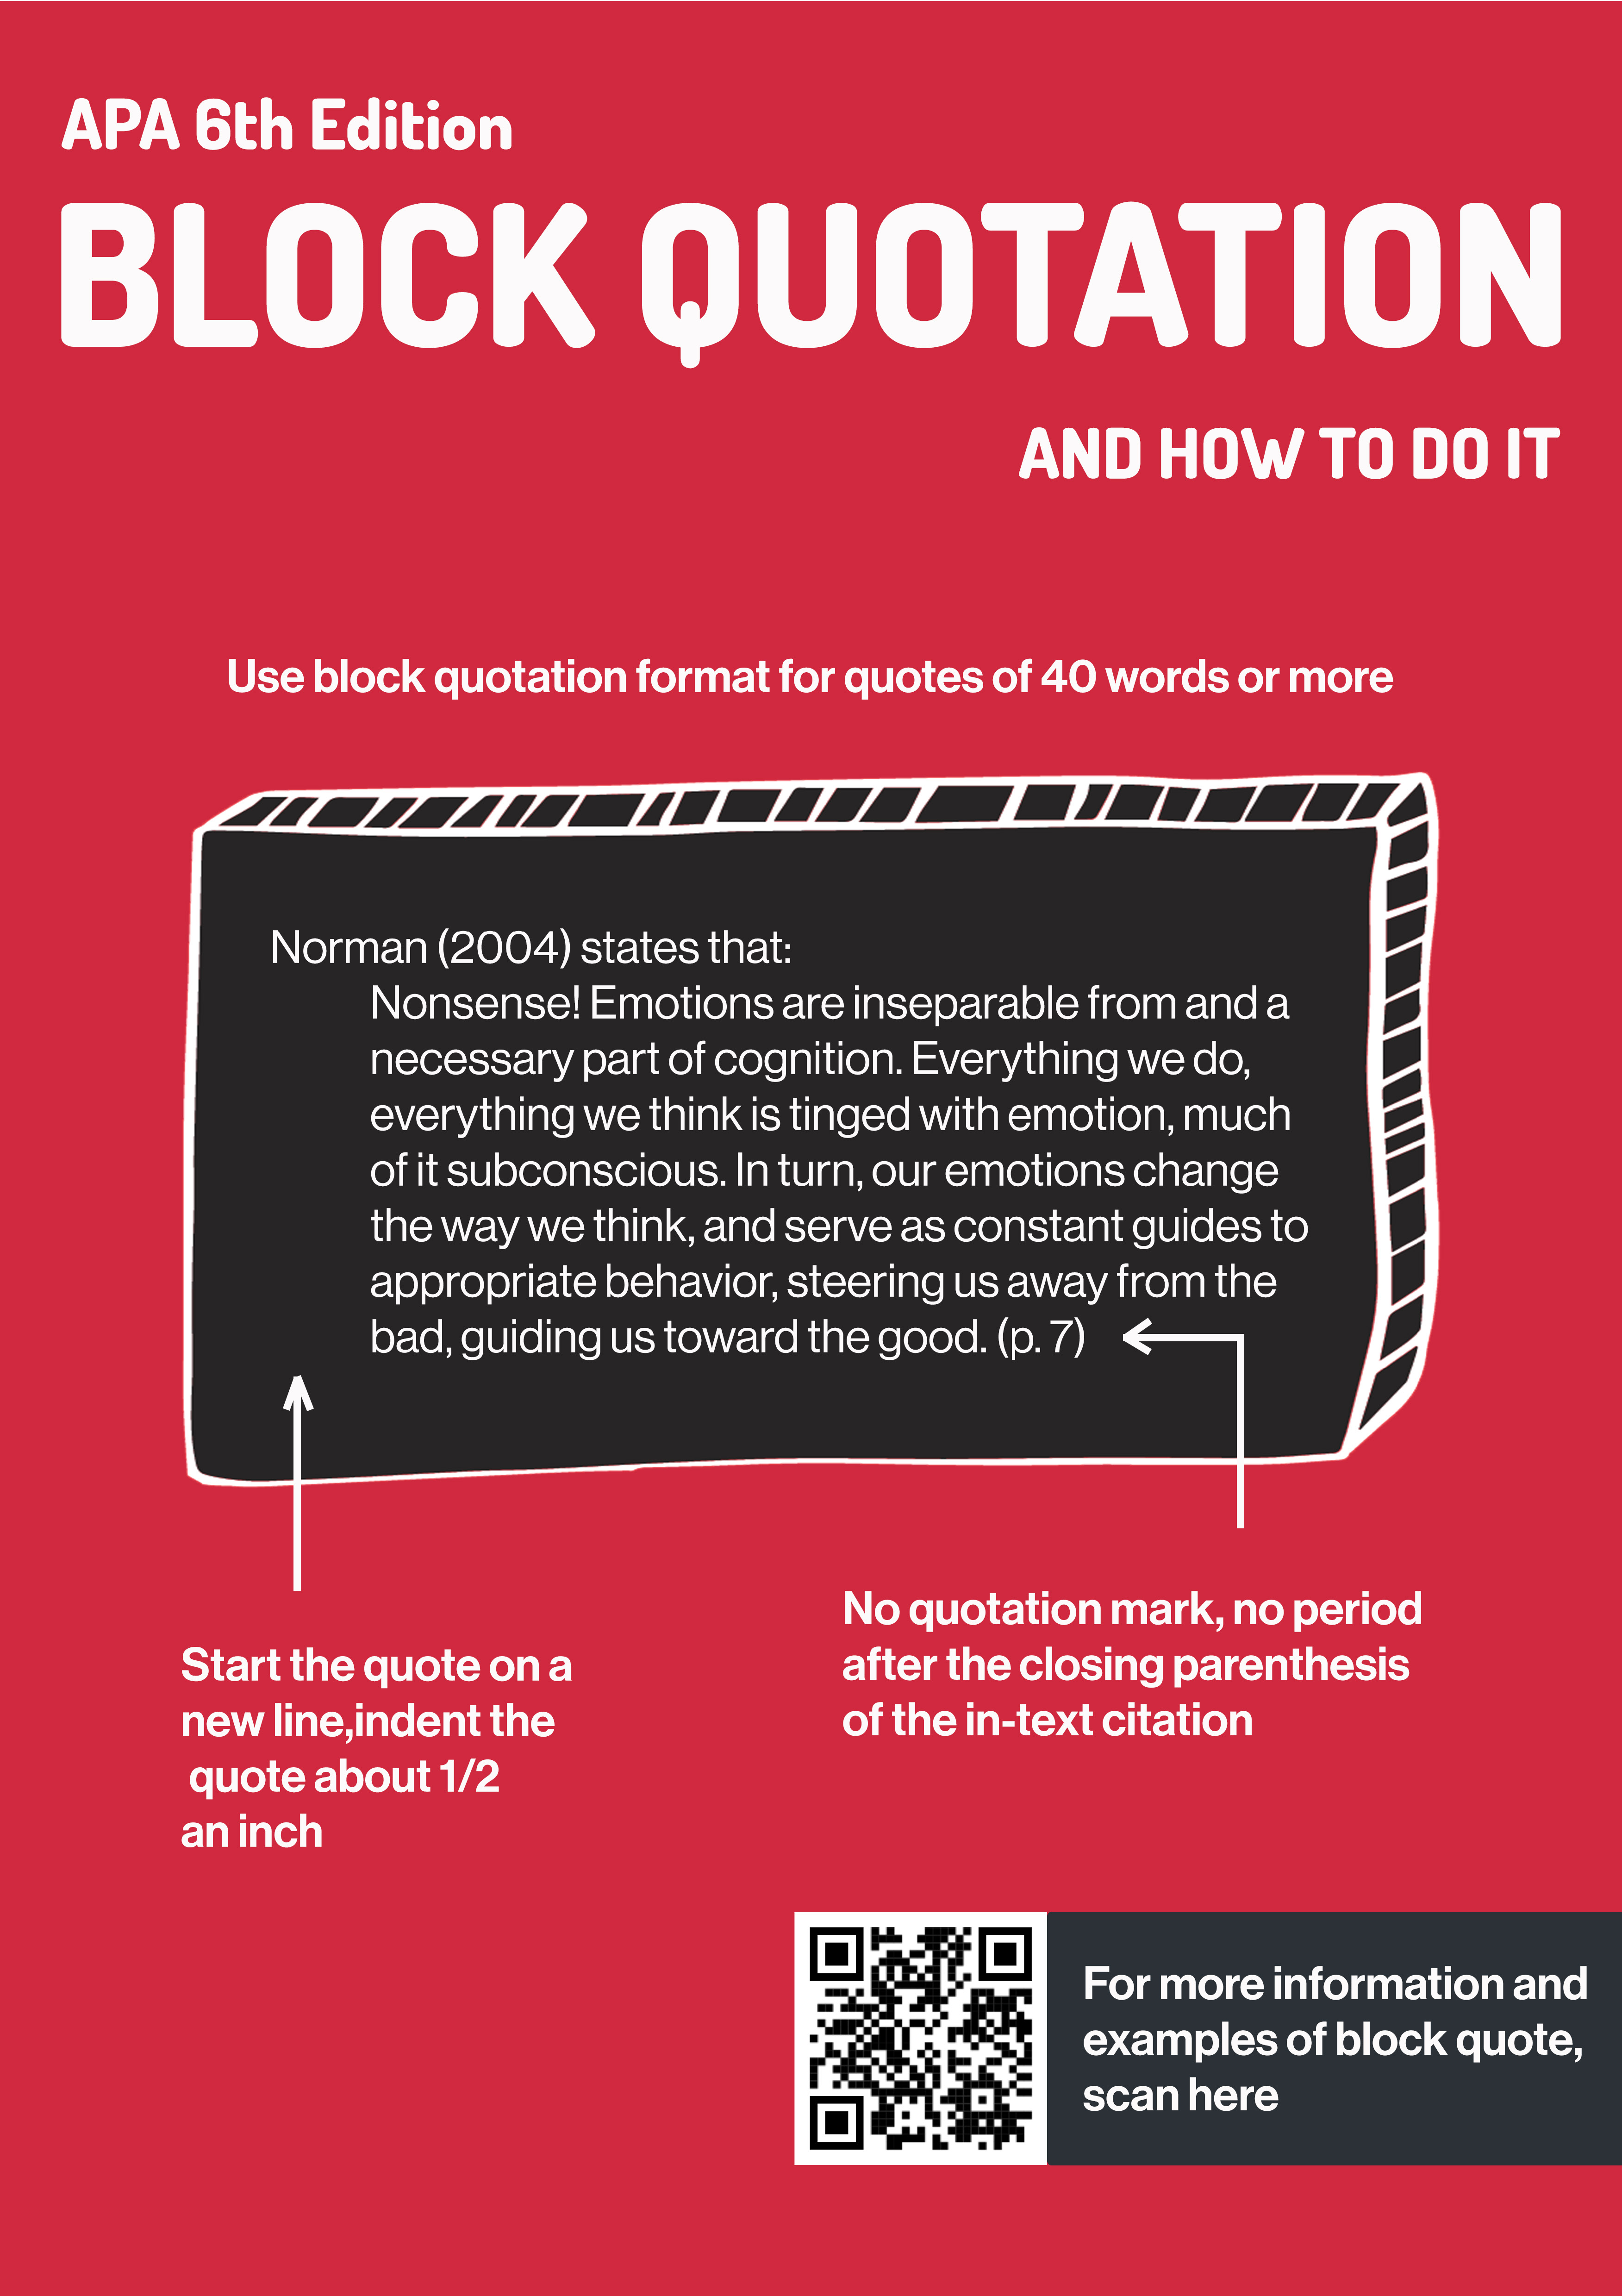 APA 6th Edition
BLOCK QUOTATION
AND HOW TO DO IT
Use block quotation format for quotes of 40 words or more
Norman (2004) states that:
Nonsense! Emotions are inseparable from and a
necessary part of cognition. Everything we do,
everything we think is tinged with emotion, much
of it subconscious. In turn, our emotions change
the way we think, and serve as constant guides to
appropriate behavior, steering us away from the
bad, guiding us toward the good. (p. 7)
Start the quote on a
new line,indent the
quote about 1/2
an inch
No quotation mark, no period
after the closing parenthesis
of the in-text citation
For more information and
examples of block quote,
scan here